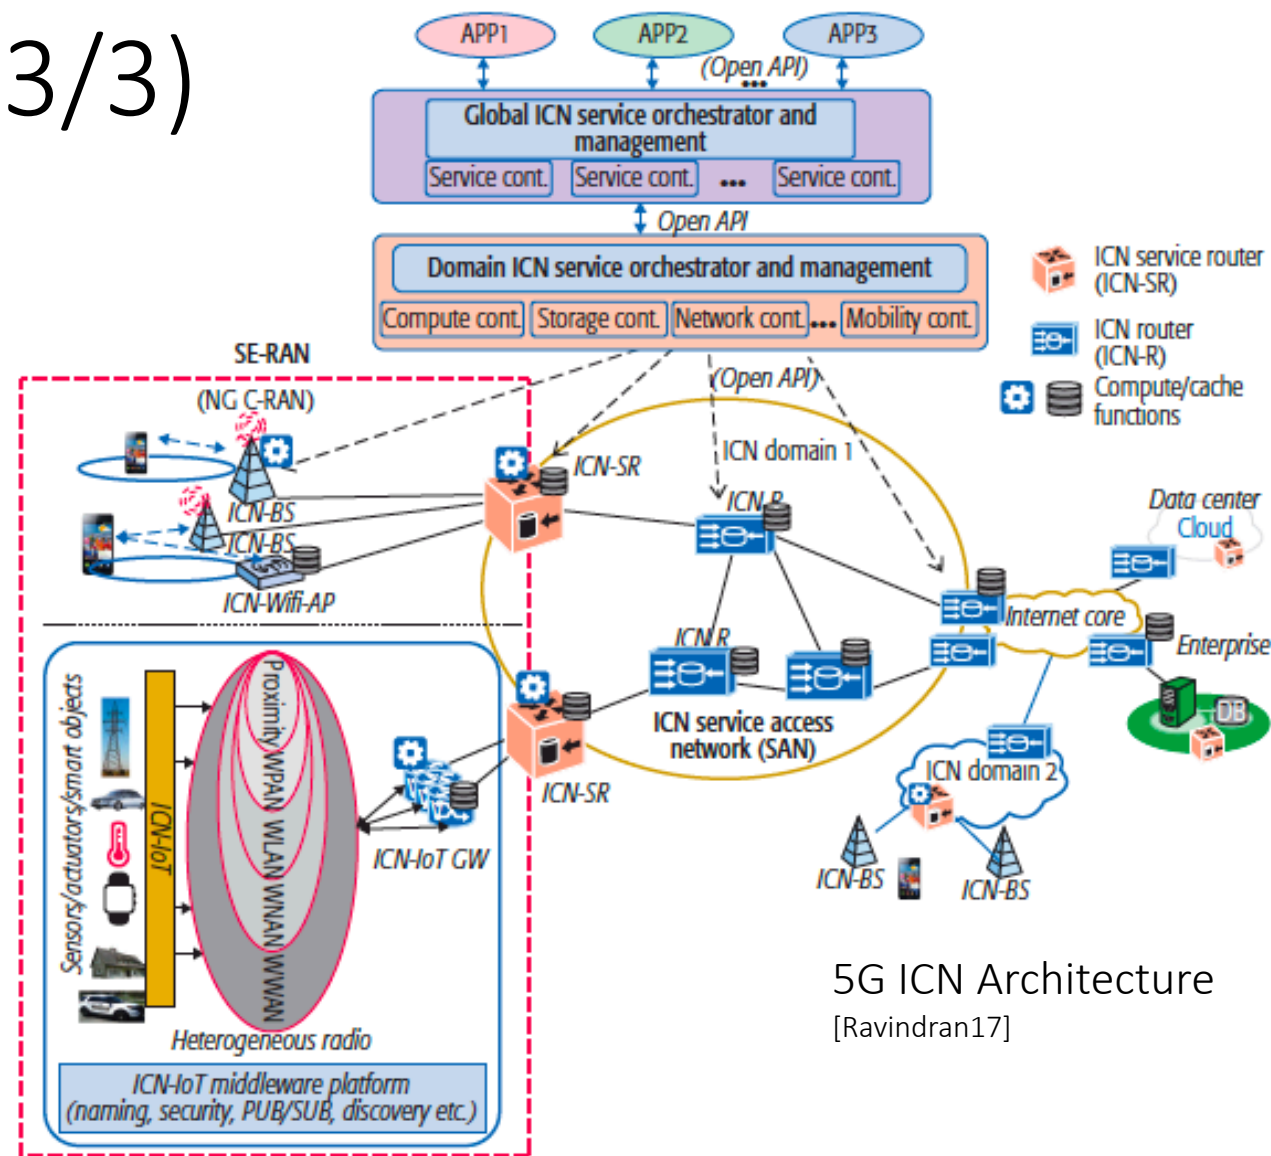 3/3)
APP1
APP2
APP3
(Open API)
...
Global ICN service orchestrator and
management
Service cont.
Service cont.
...
Service cont.
Open API
Domain ICN service orchestrator and management
Compute cont.
Storage cont.
Network cont.
...
Mobility cont.
ICN service router
(ICN-SR)
ICN router
(ICN-R)
Compute/cache
functions
SE-RAN
(NG C-RAN)
(Open API)
ICN domain 1
ICN-SR
ICN-BS
ICN-BS
ICN-Wifi-AP
ICN-R
ICN R
ICN service access
network (SAN)
ICN-SR
Data center
Cloud
Internet core
Enterprise
DB
ICN domain 2
ICN-BS
ICN-BS
Sensors/actuators/smart objects
ICN-IoT
Proximity
WPAN
WLAN
WNAN
WWAN
ICN-IoT GW
Heterogeneous radio
ICN-IoT middleware platform
(naming, security, PUB/SUB, discovery etc.)
5G ICN Architecture
[Ravindran17]